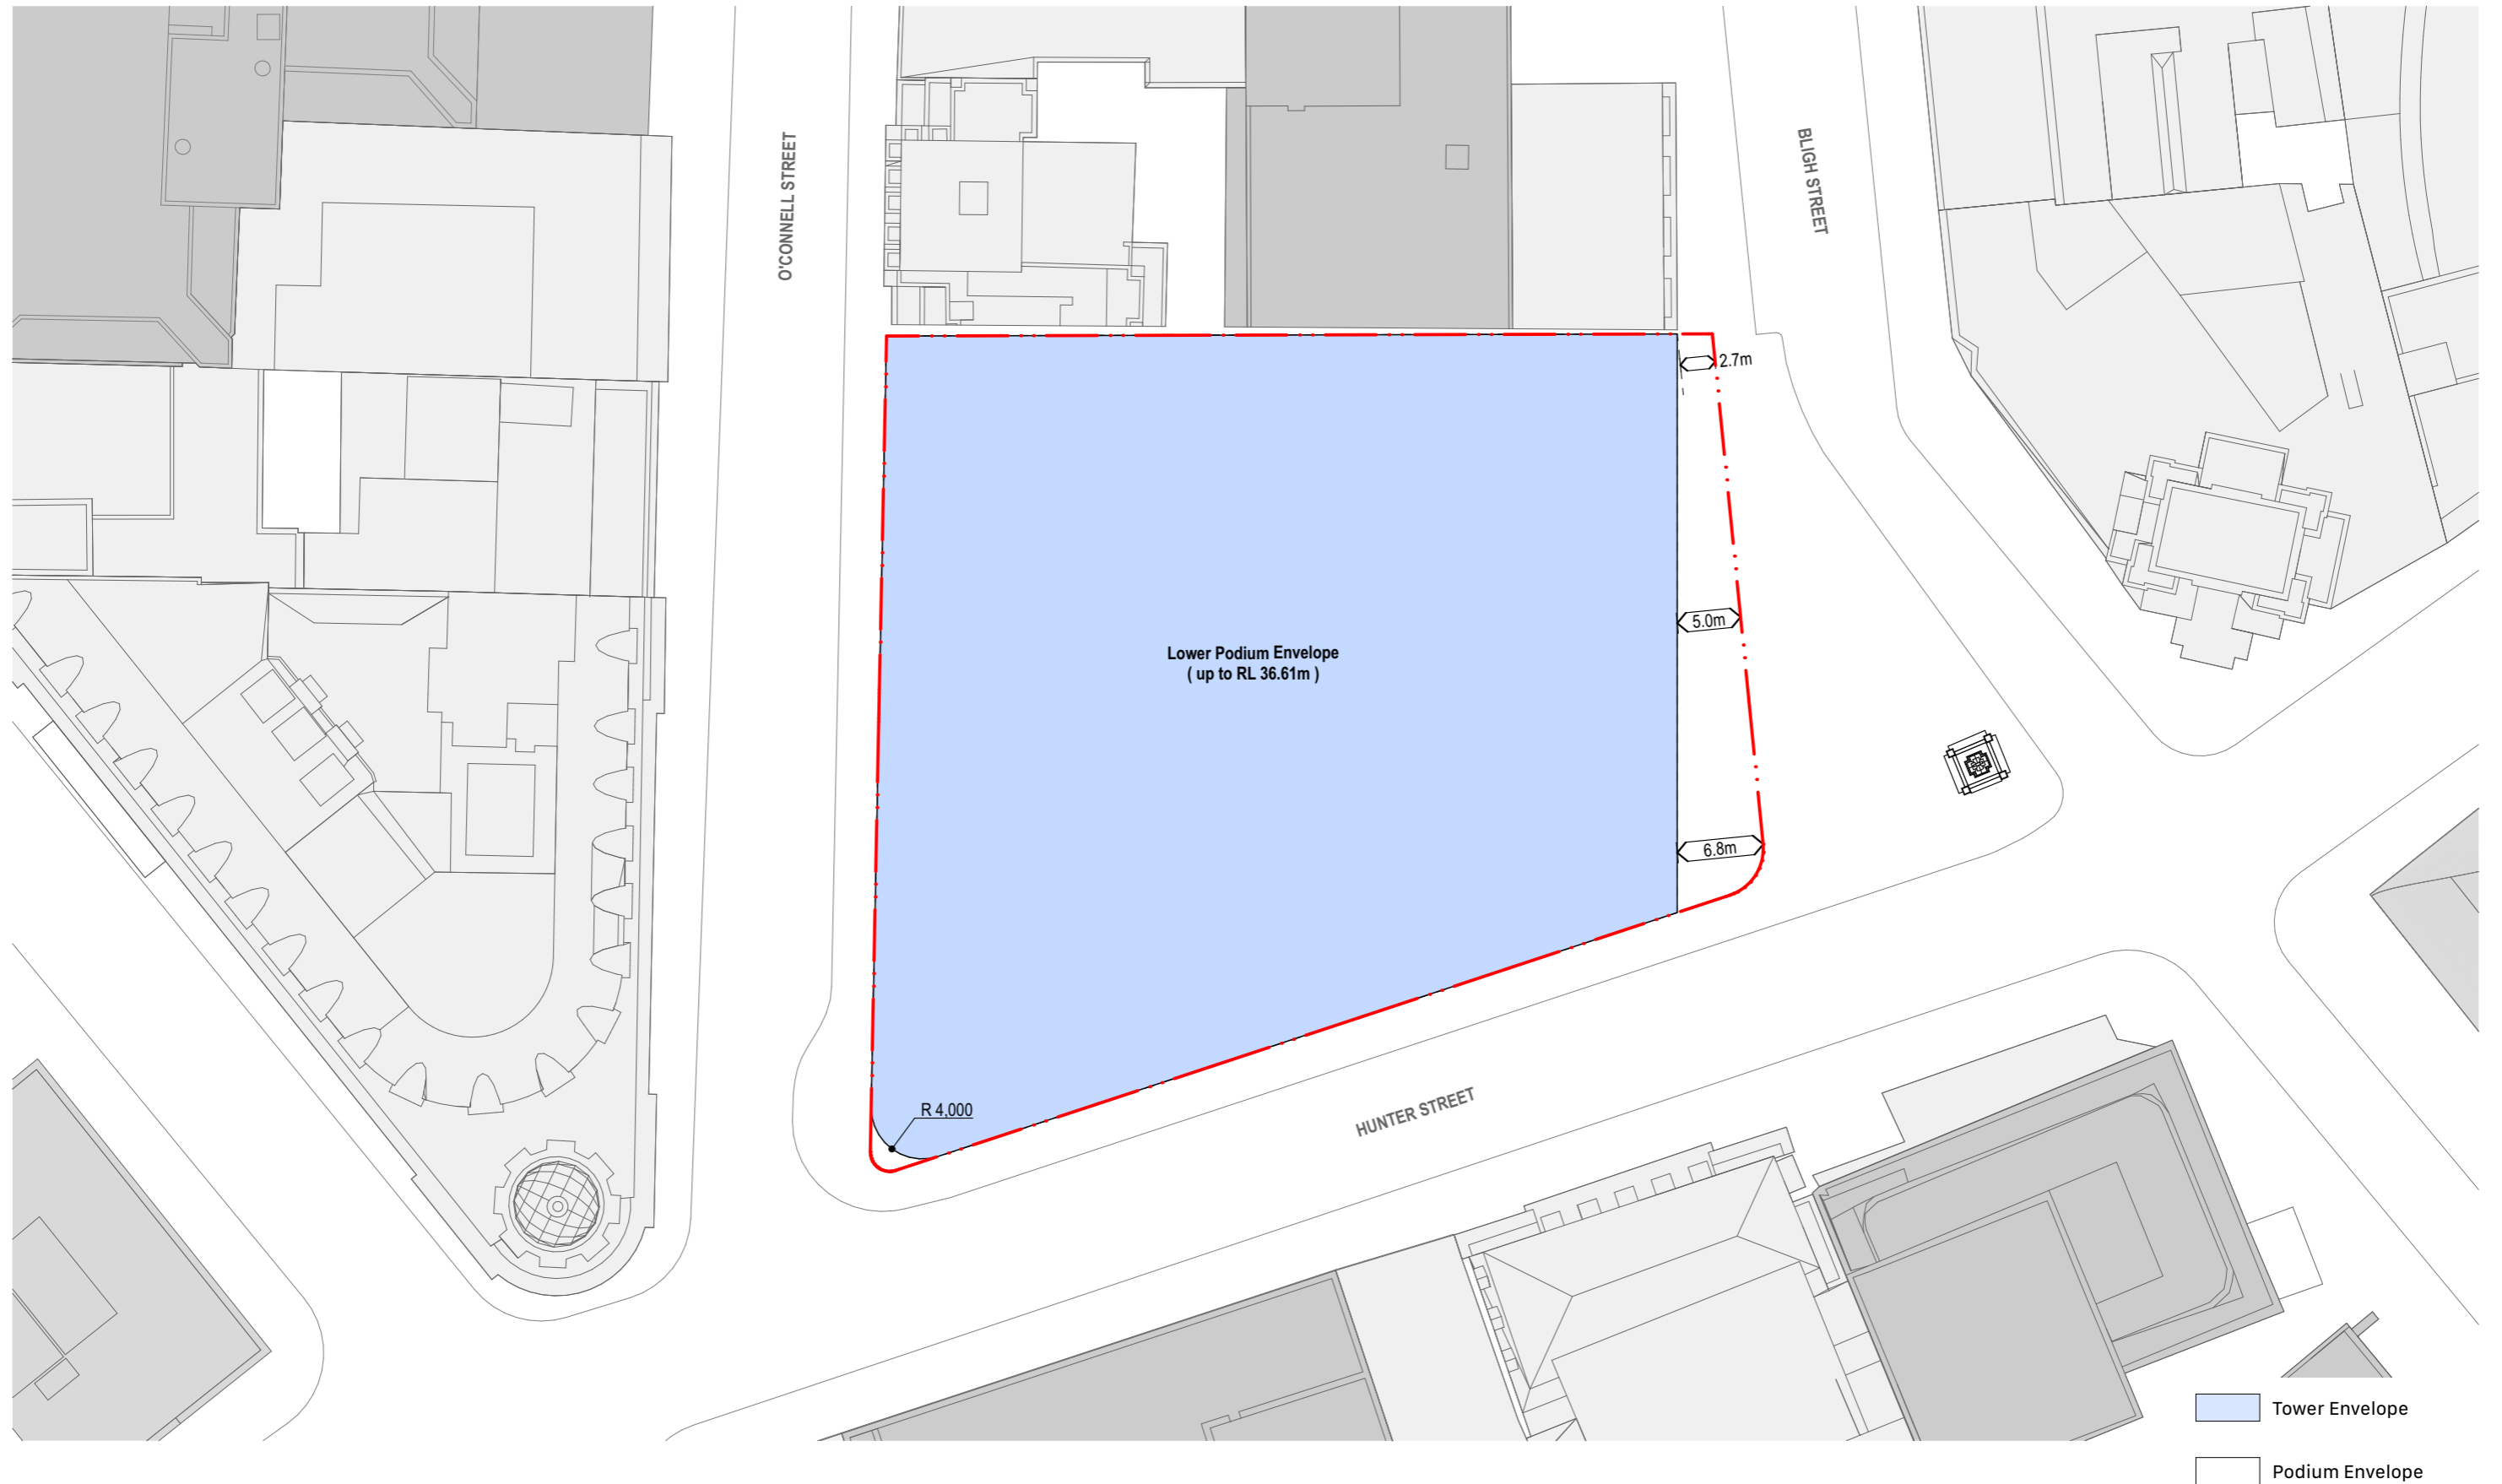 O'CONNELL STREET
BLIGH STREET
2.7m
5.0m
Lower Podium Envelope
( up to RL 36.61m )
6.8m
R 4,000
HUNTER STREET
Tower Envelope
Podium Envelope